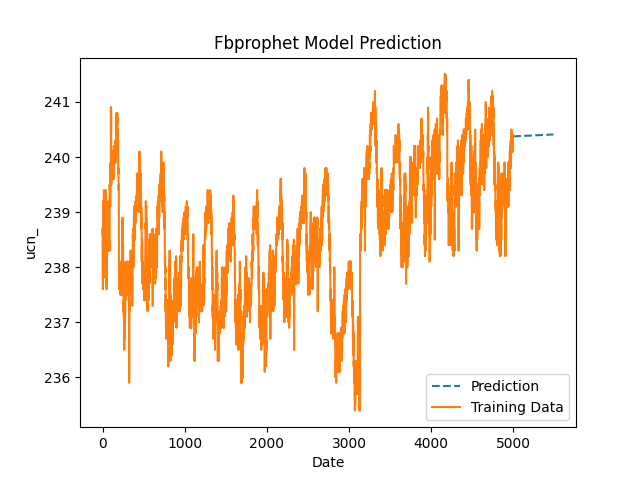 Fbprophet Model Prediction
241
240
239
238
237
236
ucn_
0
1000
2000
3000
4000
5000
Date
Prediction
Training Data